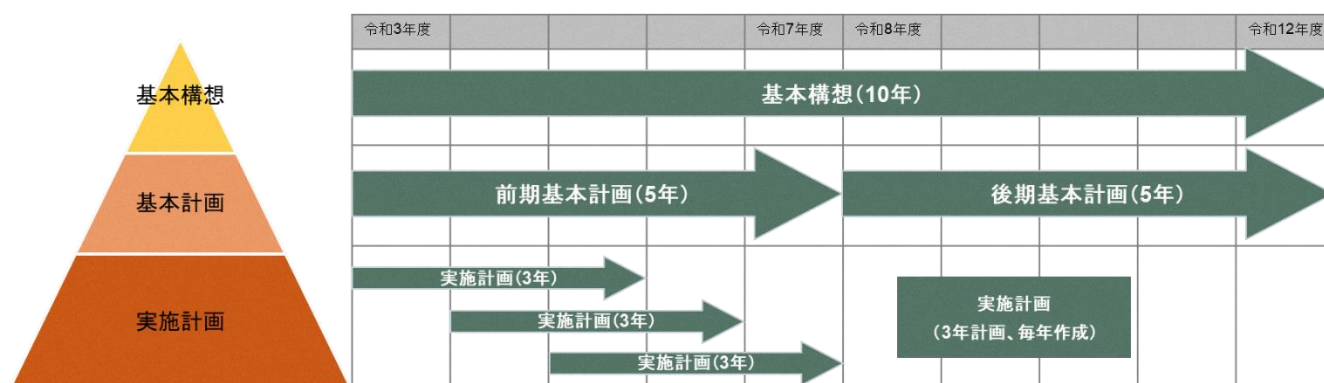 令和3年度
令和7年度
令和8年度
令和12年度
基本構想
基本構想(10年)
基本計画
前期基本計画(5年)
後期基本計画(5年)
実施計画
実施計画(3年)
実施計画(3年)
実施計画(3年)
実施計画
(3年計画、毎年作成)